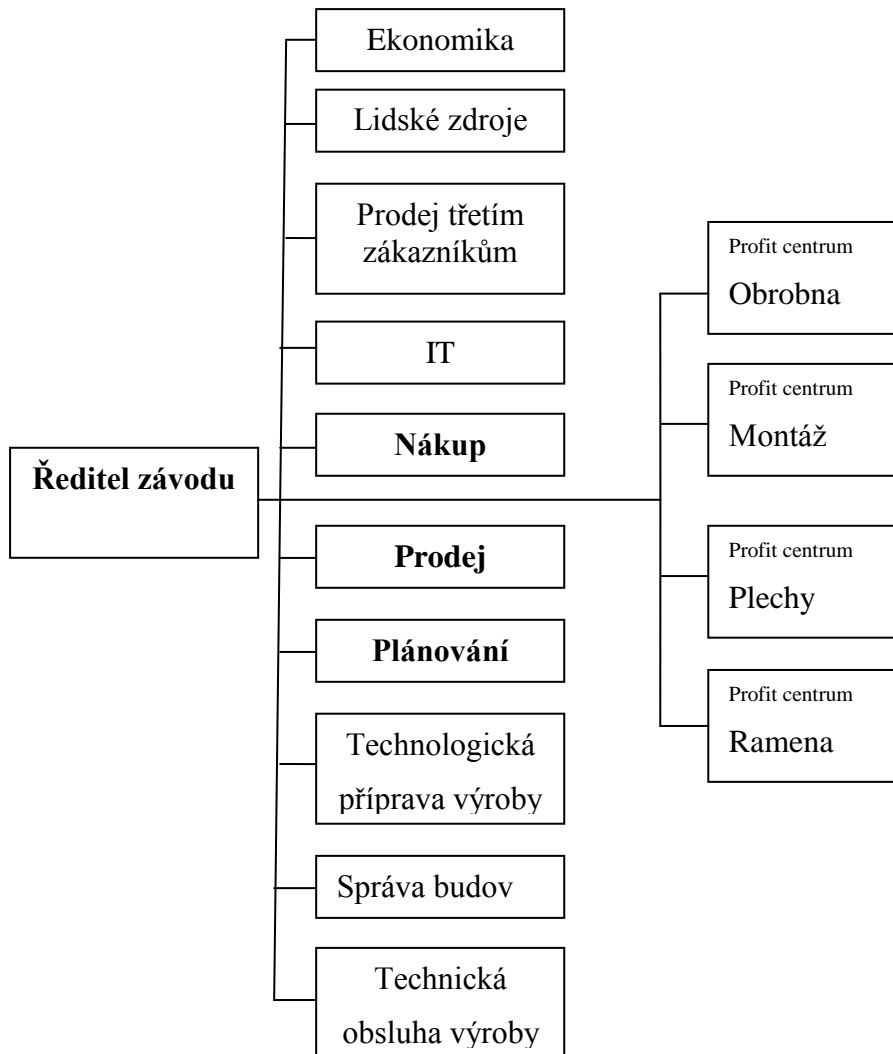 Ekonomika
Lidské zdroje
Prodej třetím
zákazníkům
IT
Nákup
Ředitel závodu
Prodej
Plánování
Technologická
příprava výroby
Správa budov
Technická
obsluha výroby
Profit centrum
Obrobna
Profit centrum
Montáž
Profit centrum
Plechy
Profit centrum
Ramena